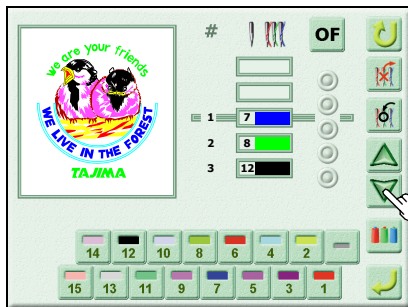 # OF
we are your friends
WE LIVE IN THE FOREST
TAJIMA
1 7
2 8
3 12
14 12 10 8 6 4 2
15 13 11 9 7 5 3 1